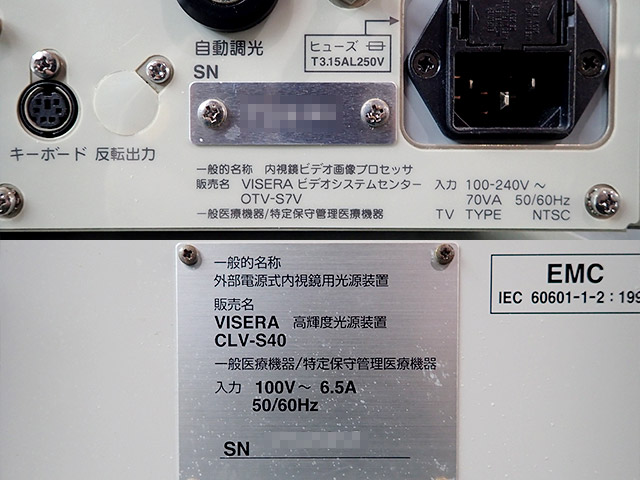 自動調光
SN
ヒューズ
T3.15AL250V
キーボード 反転出力
一般的名称 内視鏡ビデオ画像プロセッサ
販売名 VISERA ビデオシステムセンター
OTV-S7V
一般医療機器/特定保守管理医療機器
入力 100-240V～
70VA 50/60Hz
TV TYPE NTSC
一般的名称
外部電源式内視鏡用光源装置
販売名
VISERA 高輝度光源装置
CLV-S40
一般医療機器/特定保守管理医療機器
入力 100V～ 6.5A
50/60Hz
SN
EMC
IEC 60601-1-2 : 199